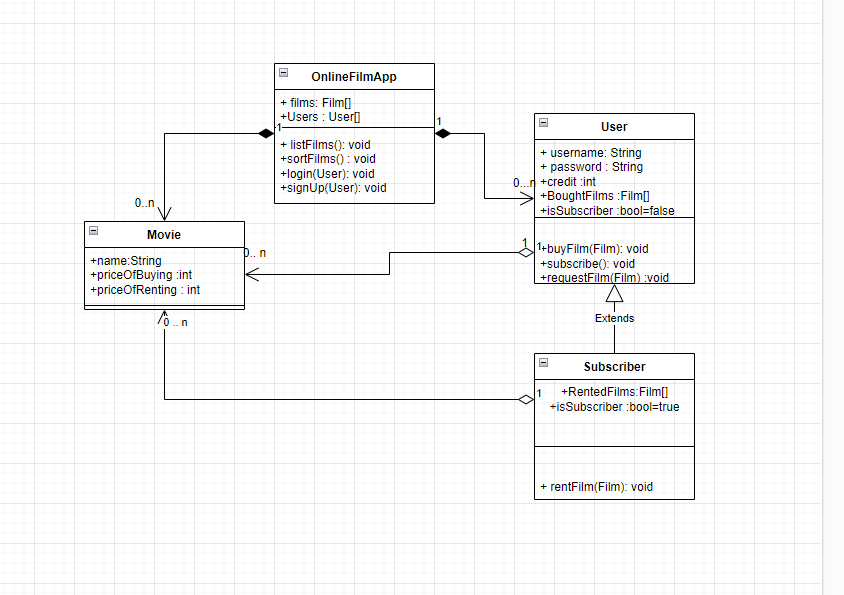 OnlineFilmApp
+ films: Film[]
+Users : User[]
1
1
+ listFilms(): void
+sortFilms() : void
+login(User): void
+signUp(User): void
User
+ username: String
+ password : String
+credit :int
+BoughtFilms :Film[]
+isSubscriber :bool=false
0..n
+buyFilm(Film): void
+subscribe(): void
+requestFilm(Film) :void
1
1
0..n
Movie
+name:String
+priceOfBuying :int
+priceOfRenting : int
0.. n
0 .. n
Extends
Subscriber
1
+RentedFilms:Film[]
+isSubscriber :bool=true
+ rentFilm(Film): void